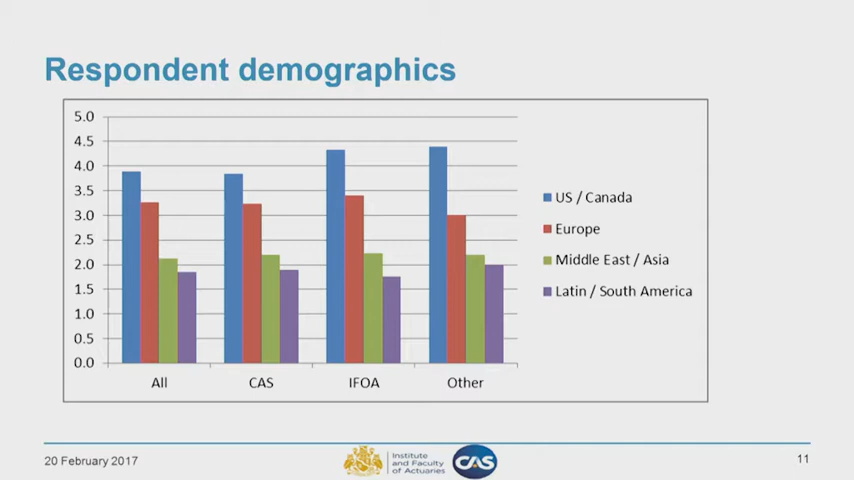 Respondent demographics
5.0
4.5
4.0
3.5
3.0
2.5
2.0
1.5
1.0
0.5
0.0
All CAS IFOA Other
US / Canada
Europe
Middle East / Asia
Latin / South America
20 February 2017
Institute
and Faculty
of Actuaries
CAS
11